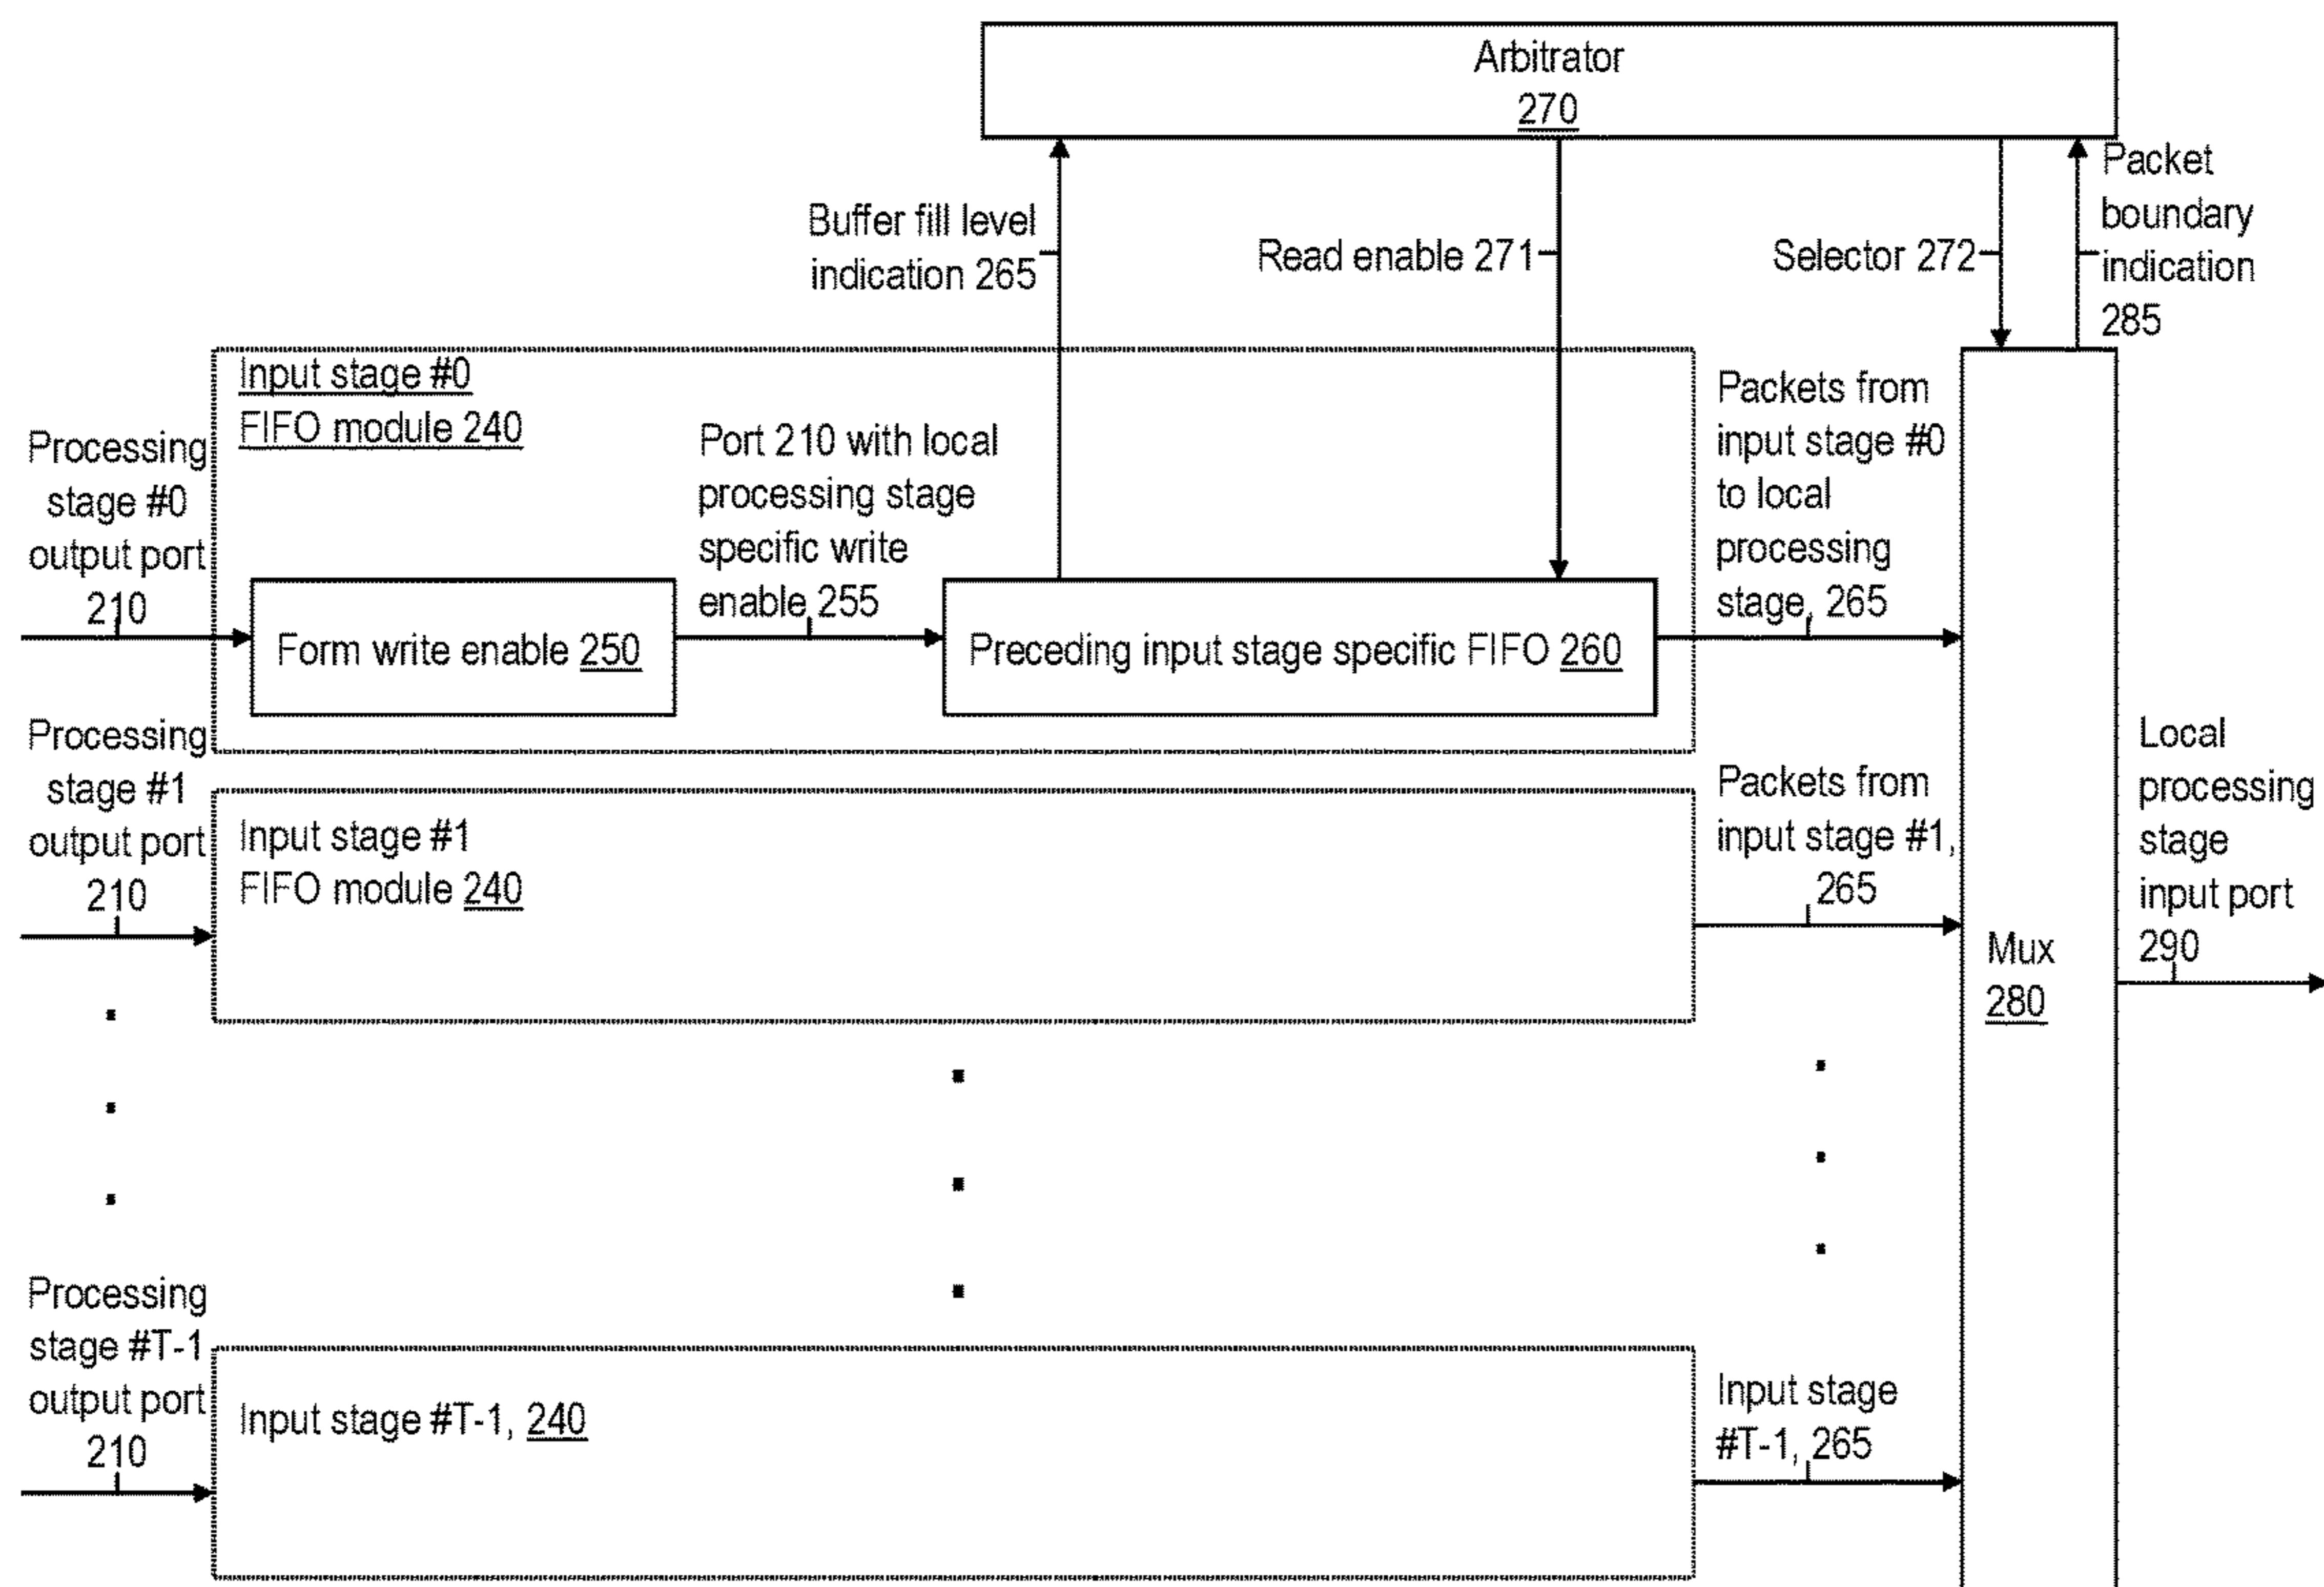 Arbitrator
270
Buffer fill level
indication 265
Read enable 271
Selector 272
Packet
boundary
indication
285
Input stage #0
FIFO module 240
Processing
stage #0
output port
210
Form write enable 250
Port 210 with local
processing stage
specific write
enable 255
Preceding input stage specific FIFO 260
Packets from
input stage #0
to local
processing
stage, 265
Processing
stage #1
output port
210
Input stage #1
FIFO module 240
Packets from
input stage #1,
265
Mux
280
Local
processing
stage
input port
290
Processing
stage #T-1
output port
210
Input stage #T-1, 240
Input stage
#T-1, 265